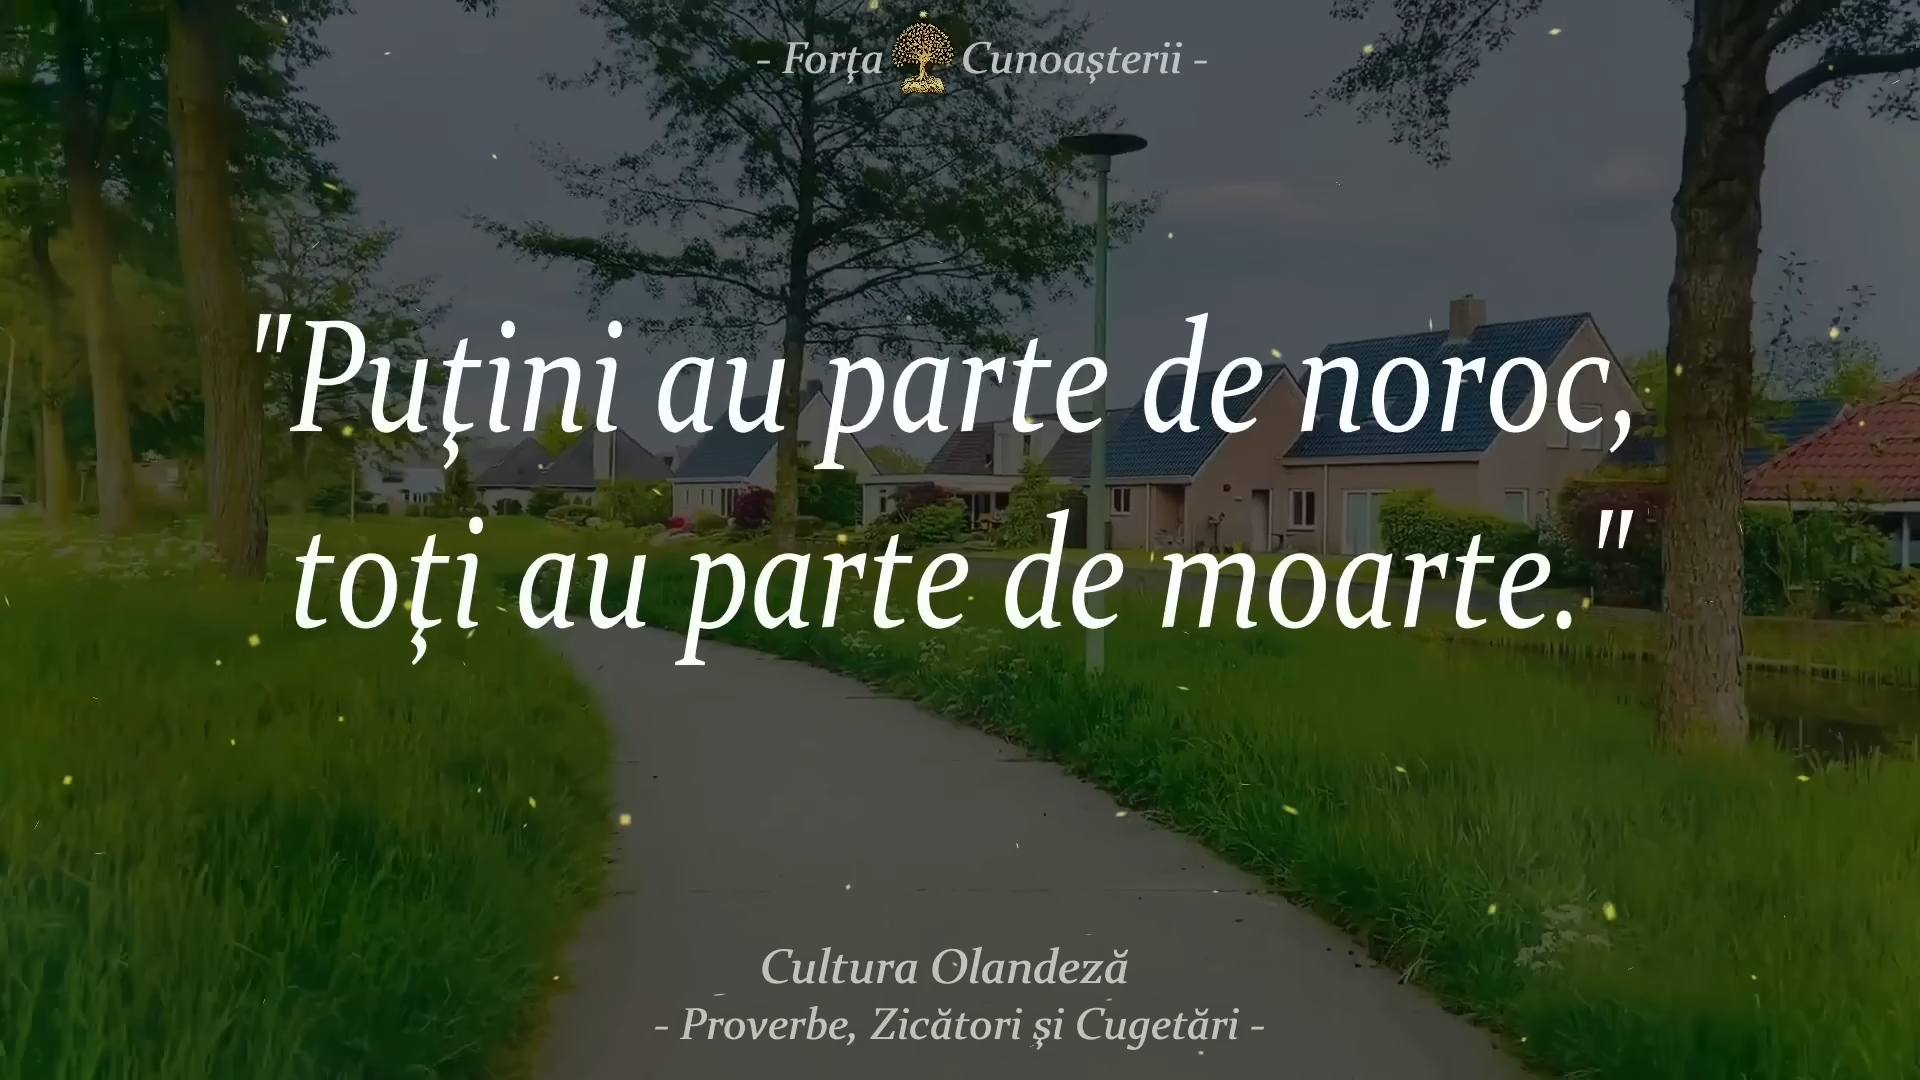 - Forţa Cunoaşterii -
"Puţini au parte de noroc,
toţi au parte de moarte."
Cultura Olandeză
- Proverbe, Zicători şi Cugetări -